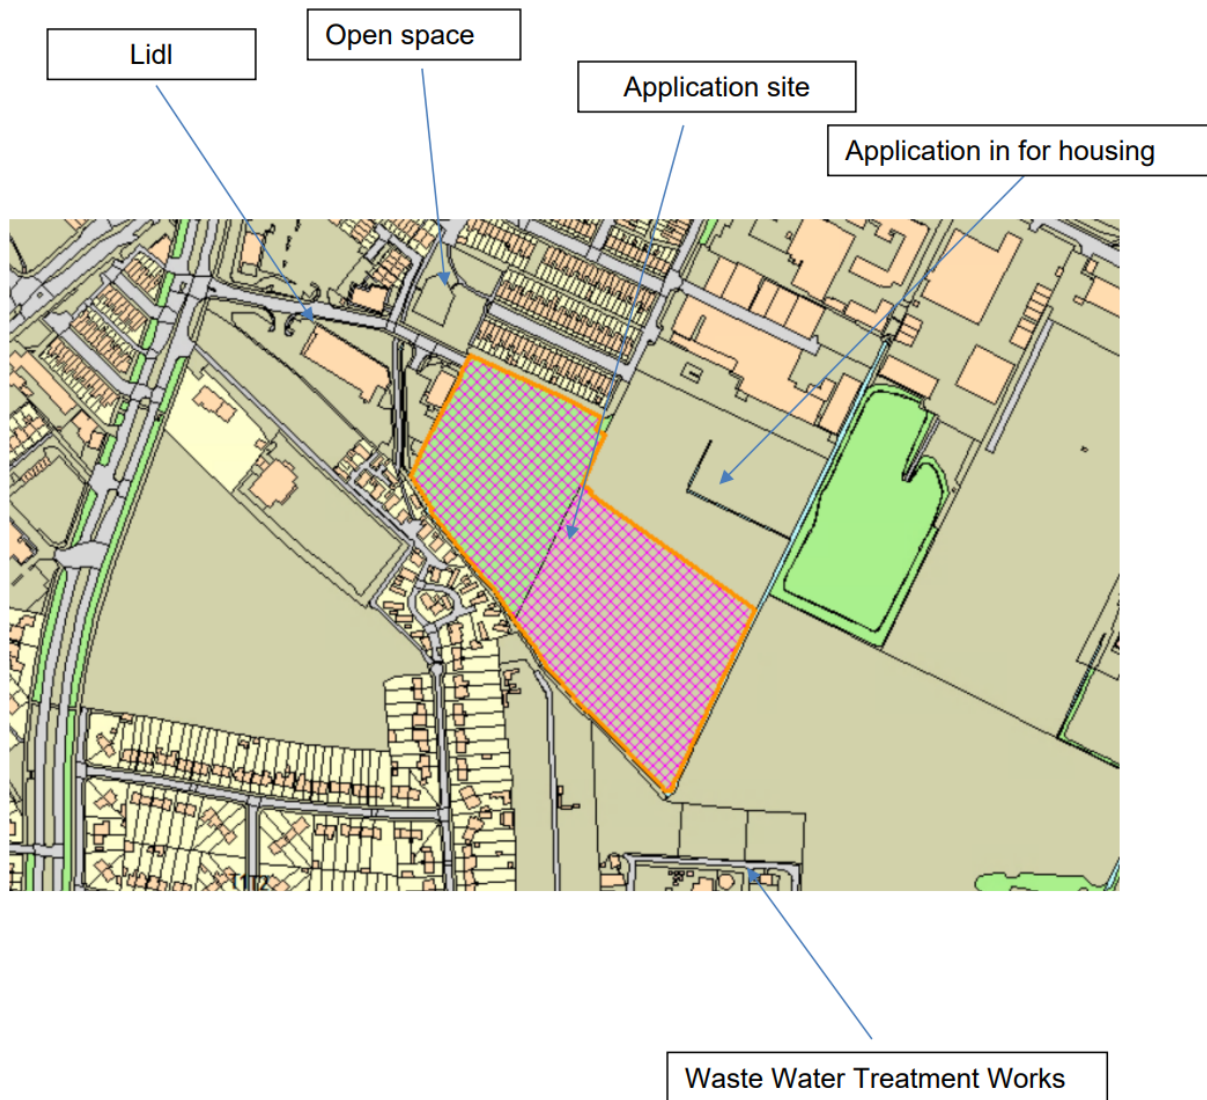 Lidl
Open space
Application site
Application in for housing
Waste Water Treatment Works